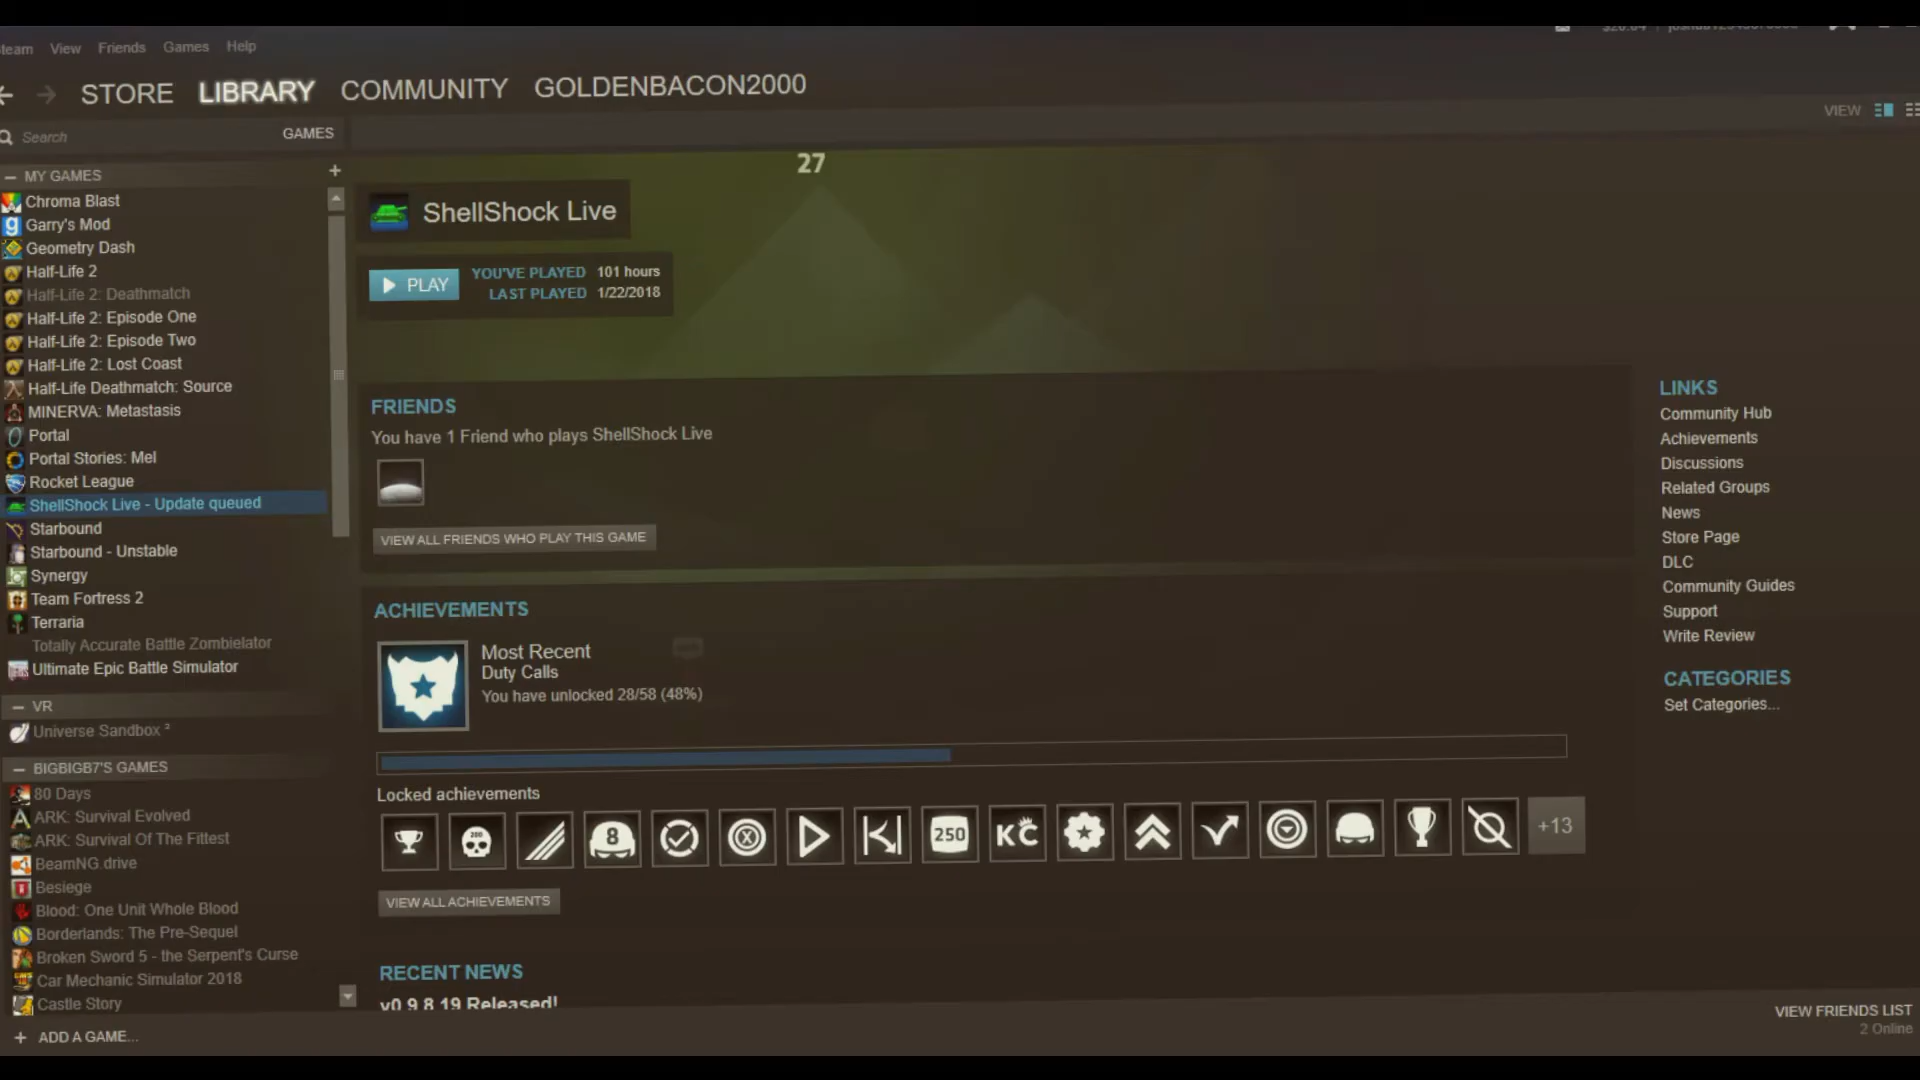 Steam View Friends Games Help
STORE LIBRARY COMMUNITY GOLDENBACON2000
VIEW
Search GAMES
MY GAMES
Chroma Blast
Garry's Mod
Geometry Dash
Half-Life 2
Half-Life 2: Deathmatch
Half-Life 2: Episode One
Half-Life 2: Episode Two
Half-Life 2: Lost Coast
Half-Life Deathmatch: Source
MINERVA: Metastasis
Portal
Portal Stories: Mel
Rocket League
ShellShock Live - Update queued
Starbound
Starbound - Unstable
Synergy
Team Fortress 2
Terraria
Totally Accurate Battle Zombielator
Ultimate Epic Battle Simulator
VR
Universe Sandbox ²
BIGBIGB7'S GAMES
80 Days
ARK: Survival Evolved
ARK: Survival Of The Fittest
BeamNG.drive
Besiege
Blood: One Unit Whole Blood
Borderlands: The Pre-Sequel
Broken Sword 5 - the Serpent's Curse
Car Mechanic Simulator 2018
Castle Story
+ ADD A GAME...
27
ShellShock Live
PLAY
YOU'VE PLAYED 101 hours
LAST PLAYED 1/22/2018
FRIENDS
You have 1 Friend who plays ShellShock Live
VIEW ALL FRIENDS WHO PLAY THIS GAME
ACHIEVEMENTS
Most Recent
Duty Calls
You have unlocked 28/58 (48%)
Locked achievements
200 8 250 KC +13
VIEW ALL ACHIEVEMENTS
RECENT NEWS
v0.9.8.19 Released!
LINKS
Community Hub
Achievements
Discussions
Related Groups
News
Store Page
DLC
Community Guides
Support
Write Review
CATEGORIES
Set Categories...
VIEW FRIENDS LIST
2 Online